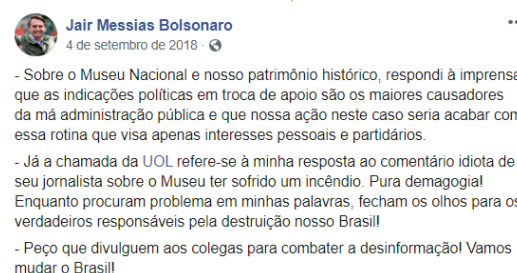 Jair Messias Bolsonaro
4 de setembro de 2018 ·
- Sobre o Museu Nacional e nosso patrimônio histórico, respondi à imprensa
que as indicações políticas em troca de apoio são os maiores causadores
da má administração pública e que nossa ação neste caso seria acabar com
essa rotina que visa apenas interesses pessoais e partidários.
- Já a chamada da UOL refere-se à minha resposta ao comentário idiota de
seu jornalista sobre o Museu ter sofrido um incêndio. Pura demagogia!
Enquanto procuram problema em minhas palavras, fecham os olhos para os
verdadeiros responsáveis pela destruição nosso Brasil!
- Peço que divulguem aos colegas para combater a desinformação! Vamos
mudar o Brasil!